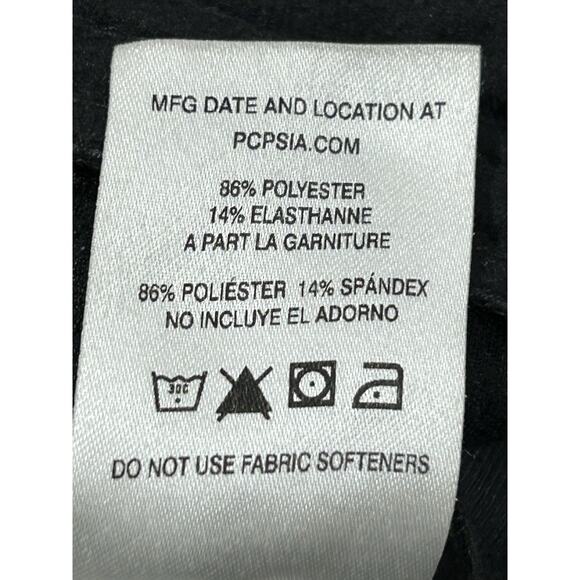 MFG DATE AND LOCATION AT
PCPSIA.COM
86% POLYESTER
14% ELASTHANNE
A PART LA GARNITURE
86% POLIÉSTER 14% SPÁNDEX
NO INCLUYE EL ADORNO
30C
DO NOT USE FABRIC SOFTENERS